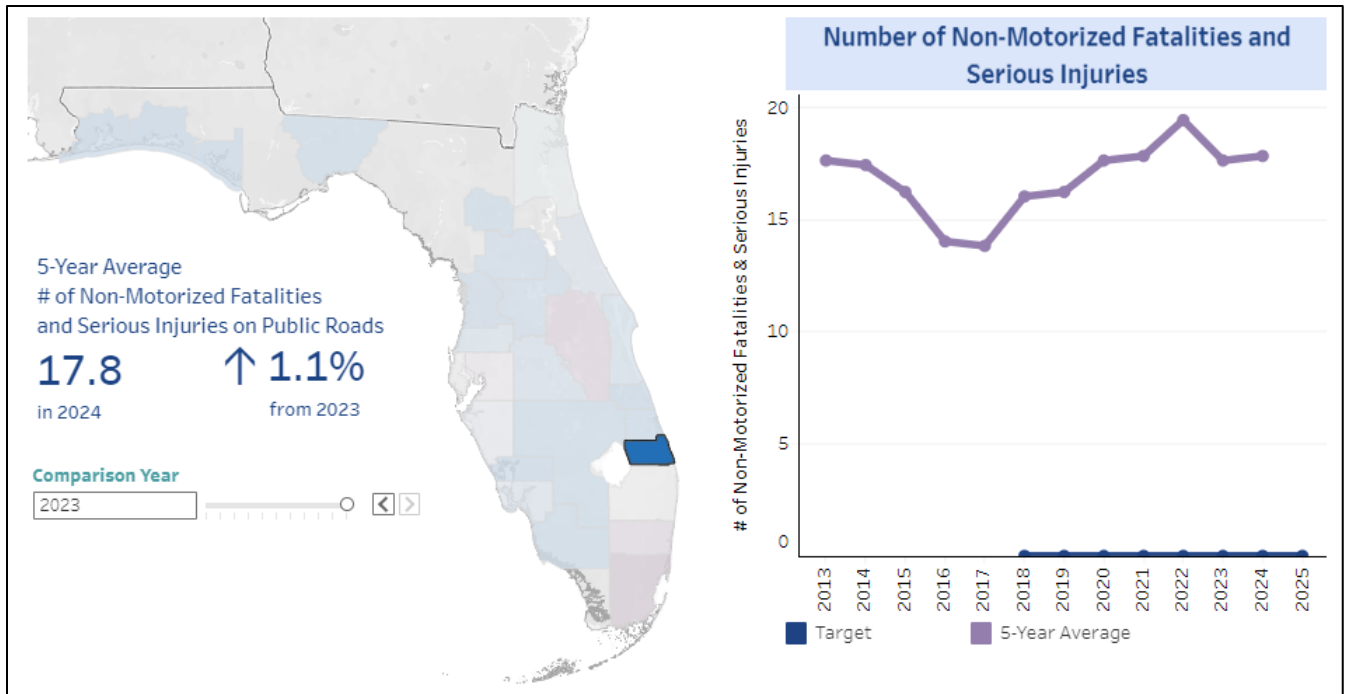 5-Year Average
# of Non-Motorized Fatalities
and Serious Injuries on Public Roads
17.8
↑ 1.1%
in 2024
from 2023
Comparison Year
2023
Number of Non-Motorized Fatalities and
Serious Injuries
# of Non-Motorized Fatalities & Serious Injuries
20
15
10
5
0
2013
2014
2015
2016
2017
2018
2019
2020
2021
2022
2023
2024
2025
Target
5-Year Average